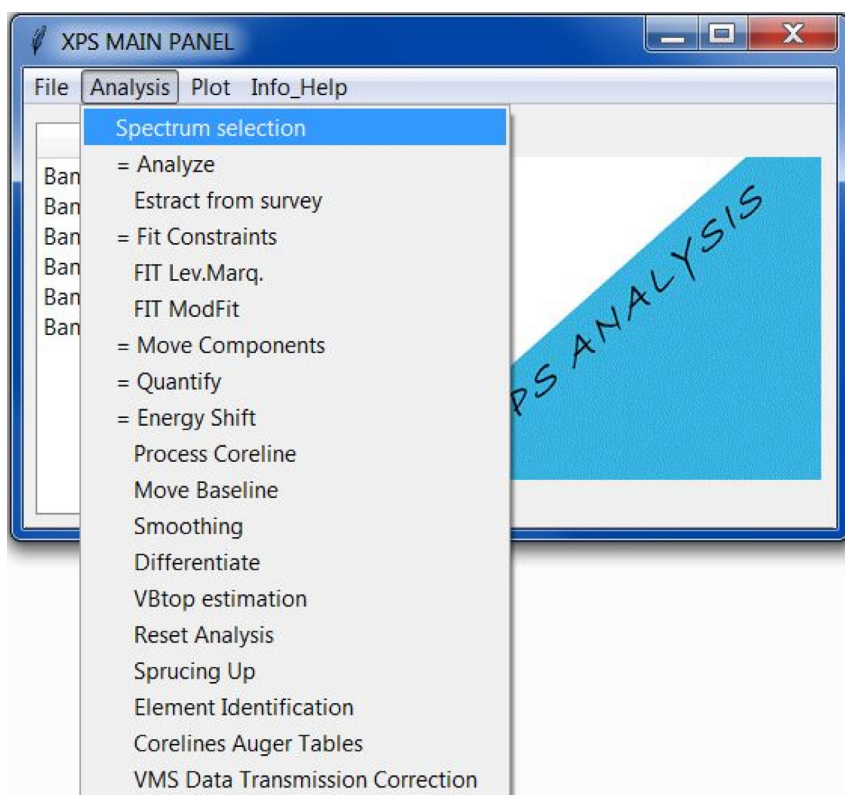 XPS MAIN PANEL
File Analysis Plot Info_Help
Spectrum selection
= Analyze
Estract from survey
= Fit Constraints
FIT Lev.Marq.
FIT ModFit
= Move Components
= Quantify
= Energy Shift
Process Coreline
Move Baseline
Smoothing
Differentiate
VBtop estimation
Reset Analysis
Sprucing Up
Element Identification
Corelines Auger Tables
VMS Data Transmission Correction
Ban
Ban
Ban
Ban
Ban
Ban
PS ANALYSIS